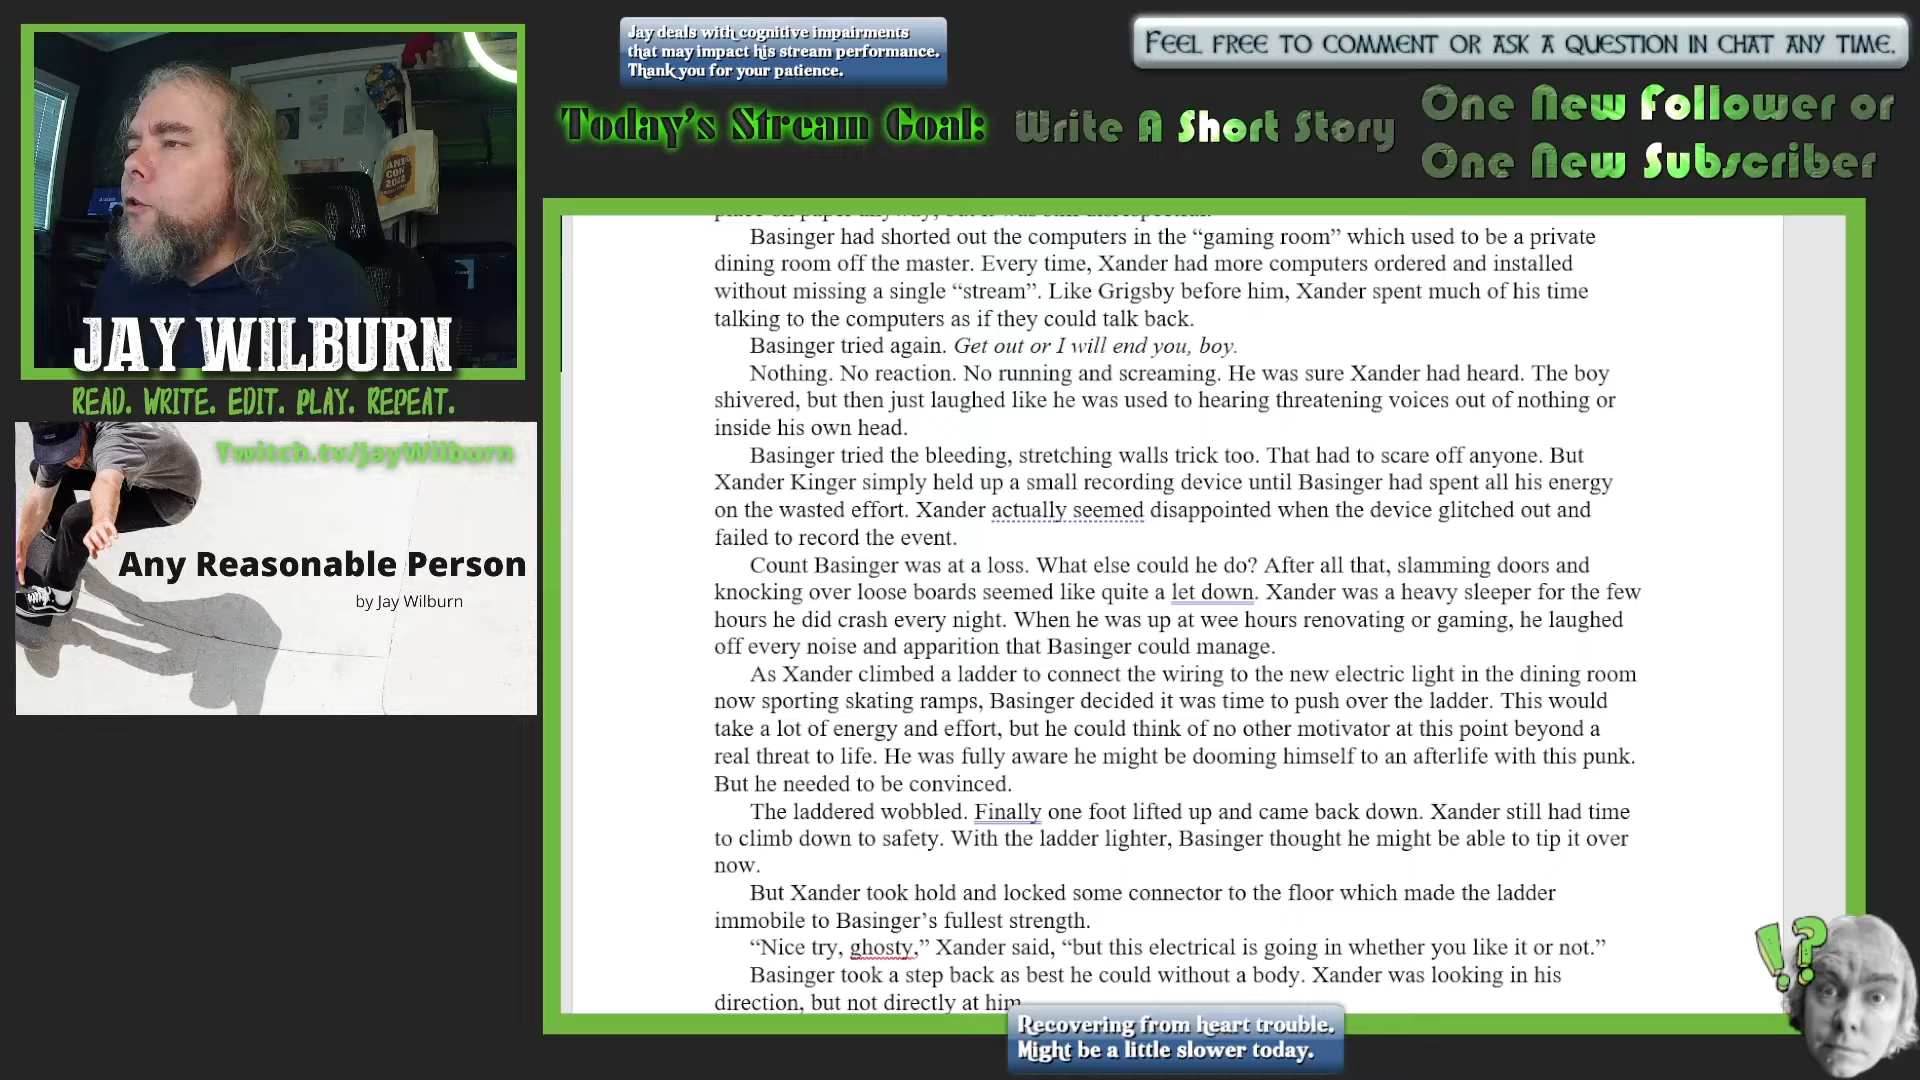 Jay deals with cognitive impairments
that may impact his stream performance.
Thank you for your patience.
FEEL FREE TO COMMENT OR ASK A QUESTION IN CHAT ANY TIME.
Today's Stream Goal:
Write A Short Story
One New Follower or
One New Subscriber
JAY WILBURN
READ. WRITE. EDIT. PLAY. REPEAT.
Twitch.tv/JayWilburn
Any Reasonable Person
by Jay Wilburn
Basinger had shorted out the computers in the “gaming room” which used to be a private
dining room off the master. Every time, Xander had more computers ordered and installed
without missing a single “stream”. Like Grigsby before him, Xander spent much of his time
talking to the computers as if they could talk back.
Basinger tried again. Get out or I will end you, boy.
Nothing. No reaction. No running and screaming. He was sure Xander had heard. The boy
shivered, but then just laughed like he was used to hearing threatening voices out of nothing or
inside his own head.
Basinger tried the bleeding, stretching walls trick too. That had to scare off anyone. But
Xander Kinger simply held up a small recording device until Basinger had spent all his energy
on the wasted effort. Xander actually seemed disappointed when the device glitched out and
failed to record the event.
Count Basinger was at a loss. What else could he do? After all that, slamming doors and
knocking over loose boards seemed like quite a let down. Xander was a heavy sleeper for the few
hours he did crash every night. When he was up at wee hours renovating or gaming, he laughed
off every noise and apparition that Basinger could manage.
As Xander climbed a ladder to connect the wiring to the new electric light in the dining room
now sporting skating ramps, Basinger decided it was time to push over the ladder. This would
take a lot of energy and effort, but he could think of no other motivator at this point beyond a
real threat to life. He was fully aware he might be dooming himself to an afterlife with this punk.
But he needed to be convinced.
The laddered wobbled. Finally one foot lifted up and came back down. Xander still had time
to climb down to safety. With the ladder lighter, Basinger thought he might be able to tip it over
now.
But Xander took hold and locked some connector to the floor which made the ladder
immobile to Basinger’s fullest strength.
“Nice try, ghosty,” Xander said, “but this electrical is going in whether you like it or not.”
Basinger took a step back as best he could without a body. Xander was looking in his
direction, but not directly at him
Recovering from heart trouble.
Might be a little slower today.
!?